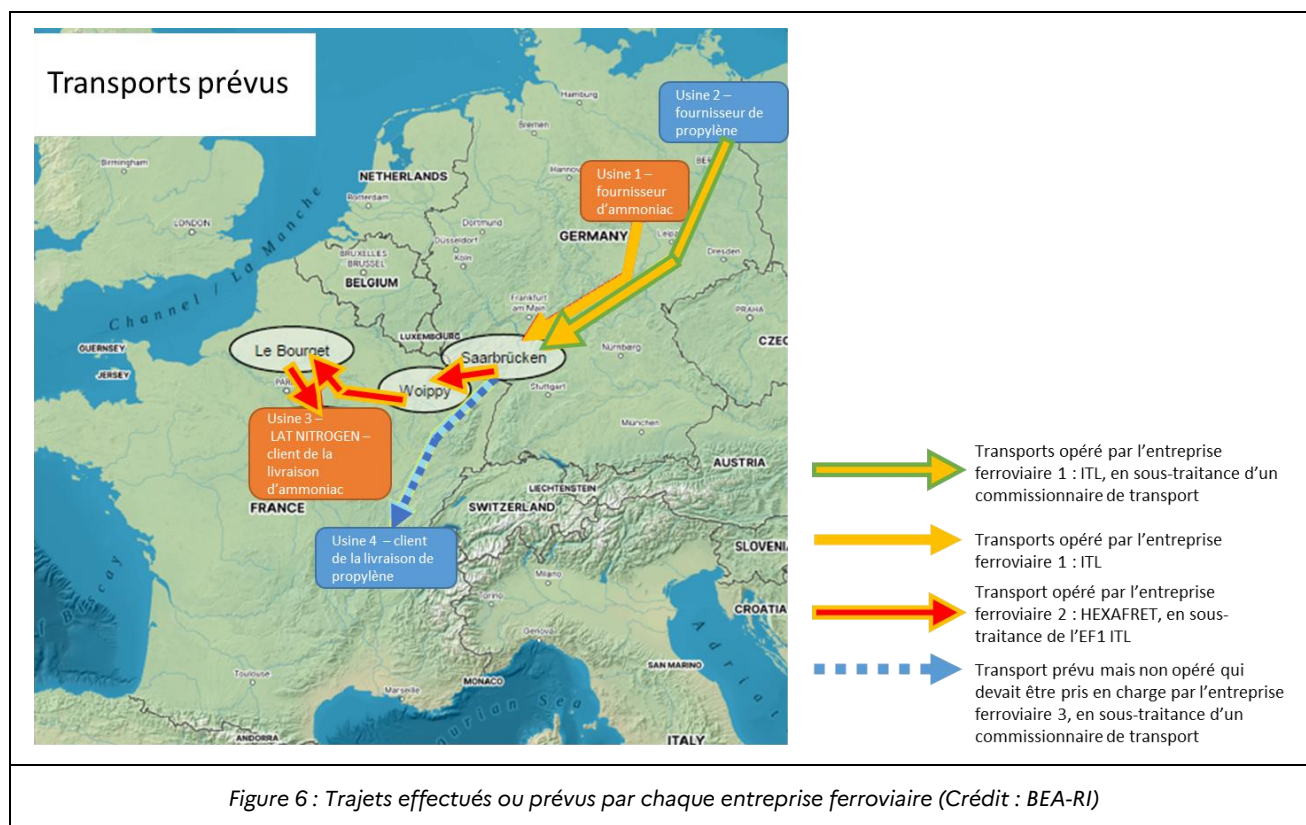 Transports prévus
Usine 2 –
fournisseur de
propylène
Usine 1 –
fournisseur
d'ammoniac
Hamburg
Bremen
Birmingham
NETHERLANDS
Rotterdam
LONDON
Dortmund
Düsseldorf
Köln
GERMANY
Dresden
BRUXELLES
BRUSSEL
BELGIUM
Channel / La Manche
Frankfurt
am Main
PRAHA
LUXEMBOURG
Nürnberg
GUERNSEY
JERSEY
Le Bourget
Saarbrücken
Woippy
Stuttgart
München
Usine 3 –
LAT NITROGEN –
client de la
livraison
d'ammoniac
FRANCE
AUSTRIA
LIECHTENSTEIN
SWITZERLAND
Usine 4 – client
de la livraison de
propylène
Milano
Torino
Genova
CROATIA
SAN MARINO
Toulouse
Marseille
MONACO
ANDORRA
ITALY
Transports opéré par l'entreprise
ferroviaire 1 : ITL, en sous-traitance d'un
commissionnaire de transport
Transports opéré par l'entreprise
ferroviaire 1 : ITL
Transport opéré par l'entreprise
ferroviaire 2 : HEXAFRET, en sous-
traitance de l'EF1 ITL
Transport prévu mais non opéré qui
devait être pris en charge par l'entreprise
ferroviaire 3, en sous-traitance d'un
commissionnaire de transport
Figure 6 : Trajets effectués ou prévus par chaque entreprise ferroviaire (Crédit : BEA-RI)